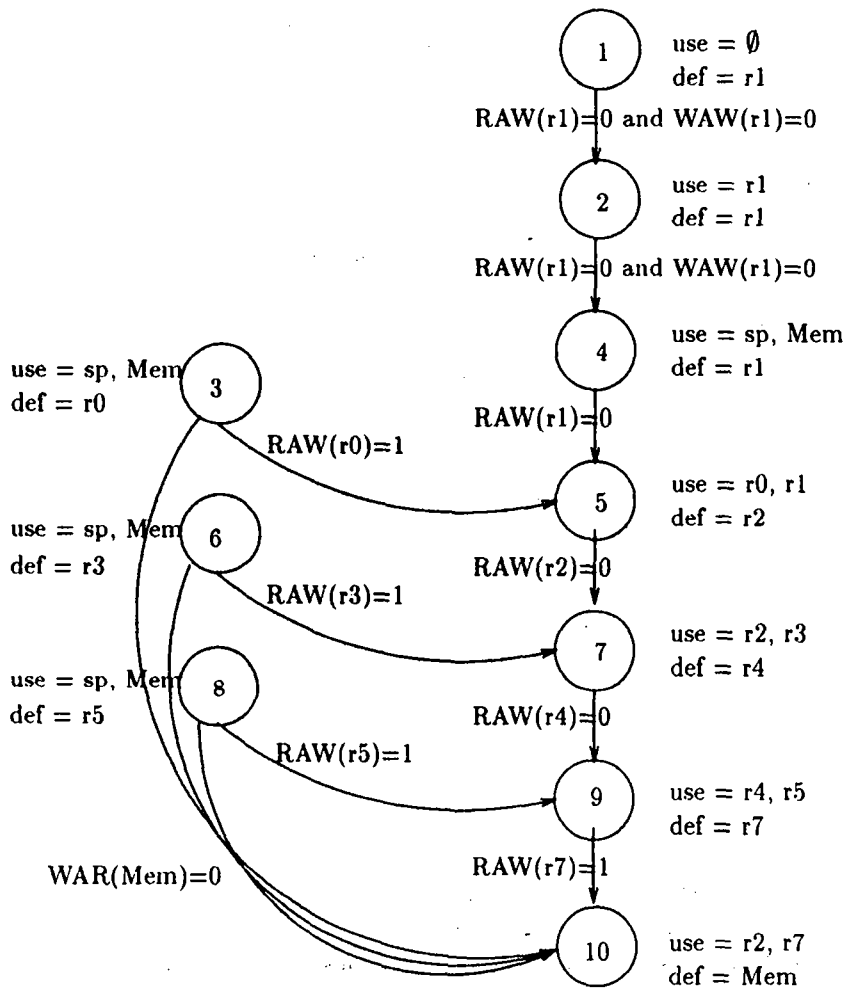 1
use = ∅
def = r1
RAW(r1)=0 and WAW(r1)=0
2
use = r1
def = r1
RAW(r1)=0 and WAW(r1)=0
4
use = sp, Mem
def = r1
use = sp, Mem
def = r0
3
RAW(r1)=0
RAW(r0)=1
5
use = r0, r1
def = r2
use = sp, Mem
def = r3
6
RAW(r2)=0
RAW(r3)=1
7
use = r2, r3
def = r4
use = sp, Mem
def = r5
8
RAW(r4)=0
RAW(r5)=1
9
use = r4, r5
def = r7
WAR(Mem)=0
RAW(r7)=1
10
use = r2, r7
def = Mem